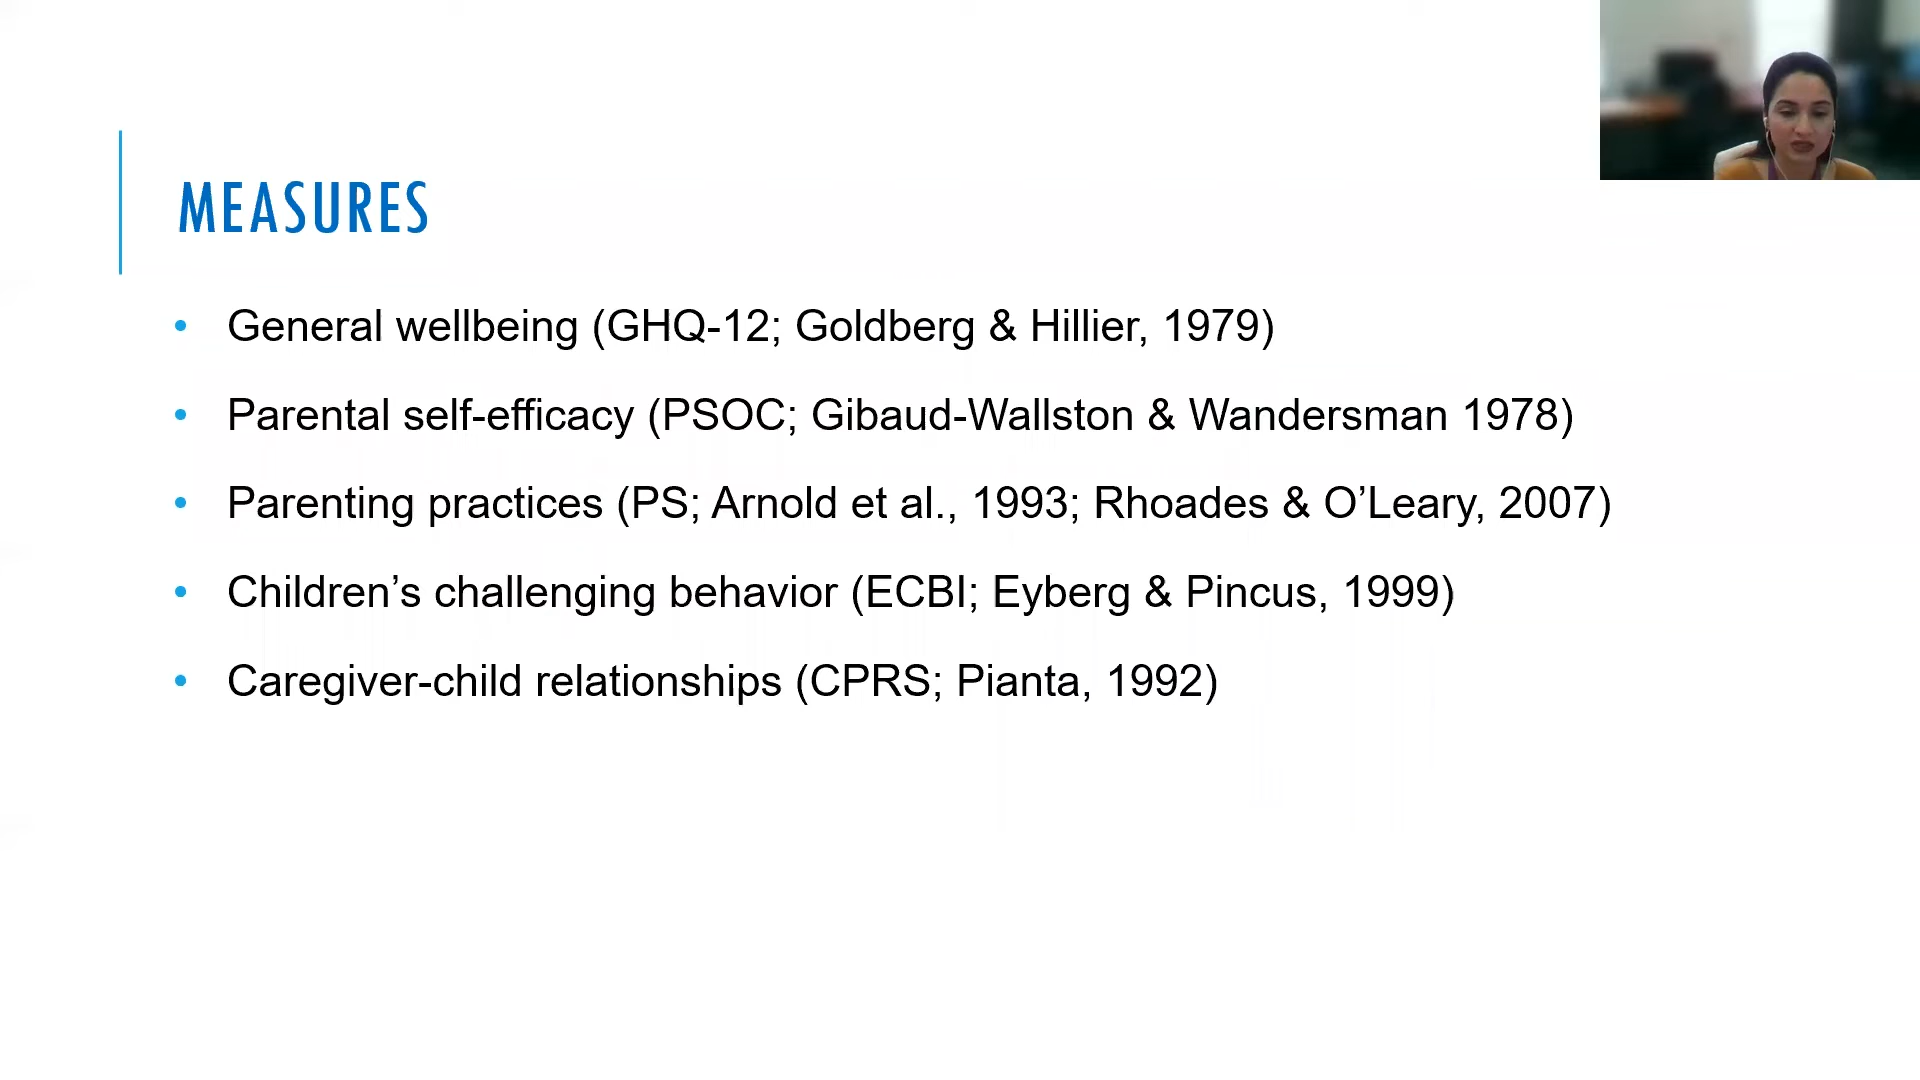 MEASURES
• General wellbeing (GHQ-12; Goldberg & Hillier, 1979)
• Parental self-efficacy (PSOC; Gibaud-Wallston & Wandersman 1978)
• Parenting practices (PS; Arnold et al., 1993; Rhoades & O’Leary, 2007)
• Children’s challenging behavior (ECBI; Eyberg & Pincus, 1999)
• Caregiver-child relationships (CPRS; Pianta, 1992)